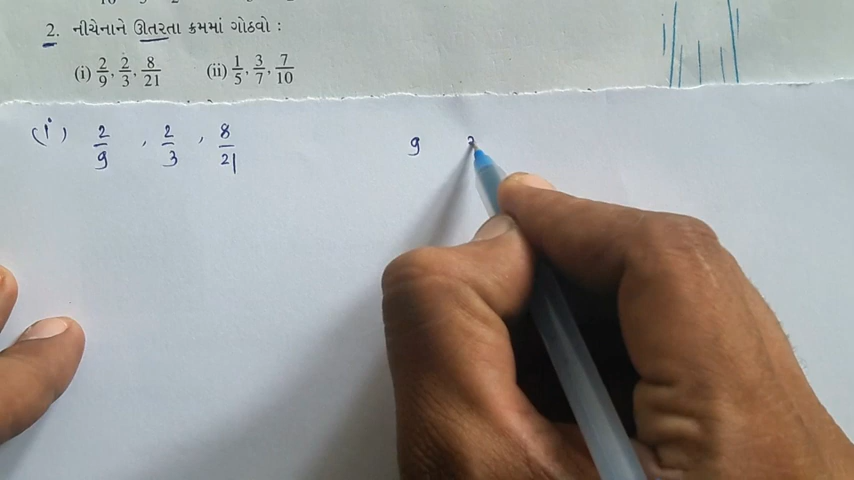 2. નીચેનાને ઊતરતા ક્રમમાં ગોઠવો :
(i) 2/9, 2/3, 8/21 (ii) 1/5, 3/7, 7/10
(i) 2/9 , 2/3 , 8/21 9